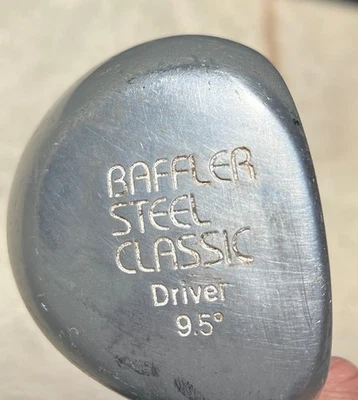 BAFFLER
STEEL
CLASSIC
Driver
9.5°